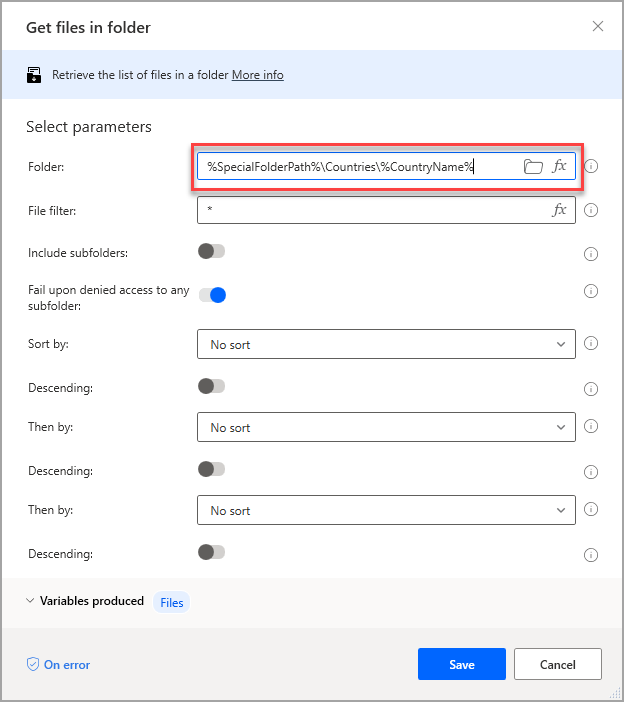 Get files in folder
Retrieve the list of files in a folder More info
Select parameters
Folder: %SpecialFolderPath%\Countries\%CountryName% fx
File filter: * fx
Include subfolders:
Fail upon denied access to any
subfolder:
Sort by: No sort
Descending:
Then by: No sort
Descending:
Then by: No sort
Descending:
Variables produced Files
On error Save Cancel